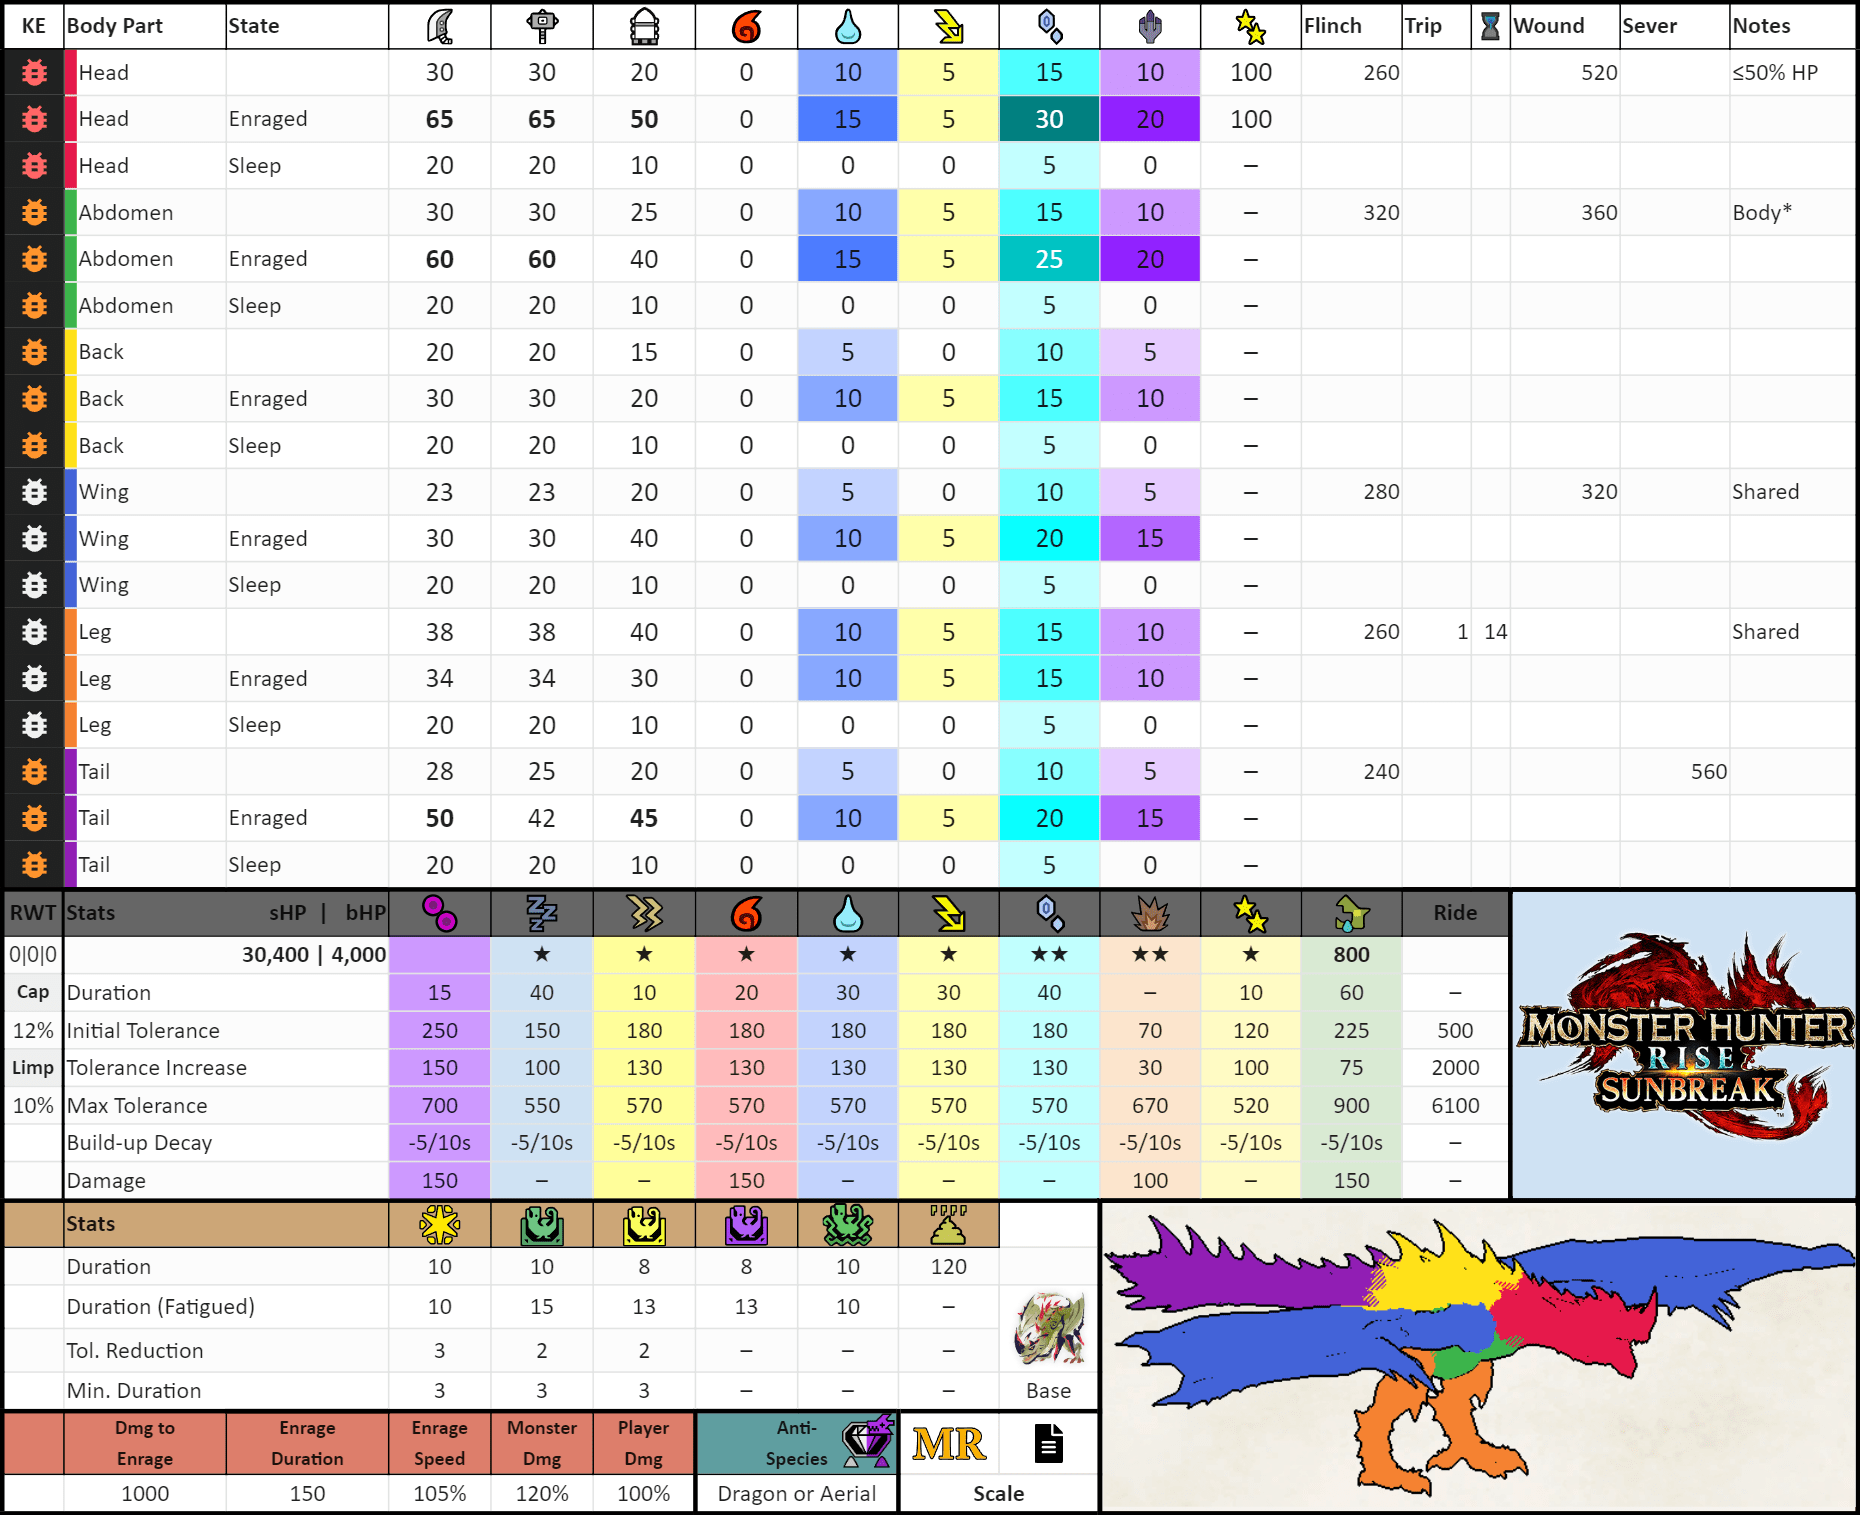 KE Body Part State Flinch Trip Wound Sever Notes
Head 30 30 20 0 10 5 15 10 100 260 520 ≤50% HP
Head Enraged 65 65 50 0 15 5 30 20 100
Head Sleep 20 20 10 0 0 0 5 0 –
Abdomen 30 30 25 0 10 5 15 10 – 320 360 Body*
Abdomen Enraged 60 60 40 0 15 5 25 20 –
Abdomen Sleep 20 20 10 0 0 0 5 0 –
Back 20 20 15 0 5 0 10 5 –
Back Enraged 30 30 20 0 10 5 15 10 –
Back Sleep 20 20 10 0 0 0 5 0 –
Wing 23 23 20 0 5 0 10 5 – 280 320 Shared
Wing Enraged 30 30 40 0 10 5 20 15 –
Wing Sleep 20 20 10 0 0 0 5 0 –
Leg 38 38 40 0 10 5 15 10 – 260 1 14 Shared
Leg Enraged 34 34 30 0 10 5 15 10 –
Leg Sleep 20 20 10 0 0 0 5 0 –
Tail 28 25 20 0 5 0 10 5 – 240 560
Tail Enraged 50 42 45 0 10 5 20 15 –
Tail Sleep 20 20 10 0 0 0 5 0 –
RWT Stats sHP | bHP Ride
0|0|0 30,400 | 4,000 ★ ★ ★ ★ ★ ★★ ★★ ★ 800
Cap Duration 15 40 10 20 30 30 40 – 10 60 –
12% Initial Tolerance 250 150 180 180 180 180 180 70 120 225 500
Limp Tolerance Increase 150 100 130 130 130 130 130 30 100 75 2000
10% Max Tolerance 700 550 570 570 570 570 570 670 520 900 6100
Build-up Decay -5/10s -5/10s -5/10s -5/10s -5/10s -5/10s -5/10s -5/10s -5/10s -5/10s –
Damage 150 – – 150 – – – 100 – 150 –
MONSTER HUNTER
RISE
SUNBREAK
™
Stats
Duration 10 10 8 8 10 120
Duration (Fatigued) 10 15 13 13 10 –
Tol. Reduction 3 2 2 – – –
Min. Duration 3 3 3 – – – Base
Dmg to Enrage Enrage Monster Player Anti-
Enrage Duration Speed Dmg Dmg Species MR
1000 150 105% 120% 100% Dragon or Aerial Scale